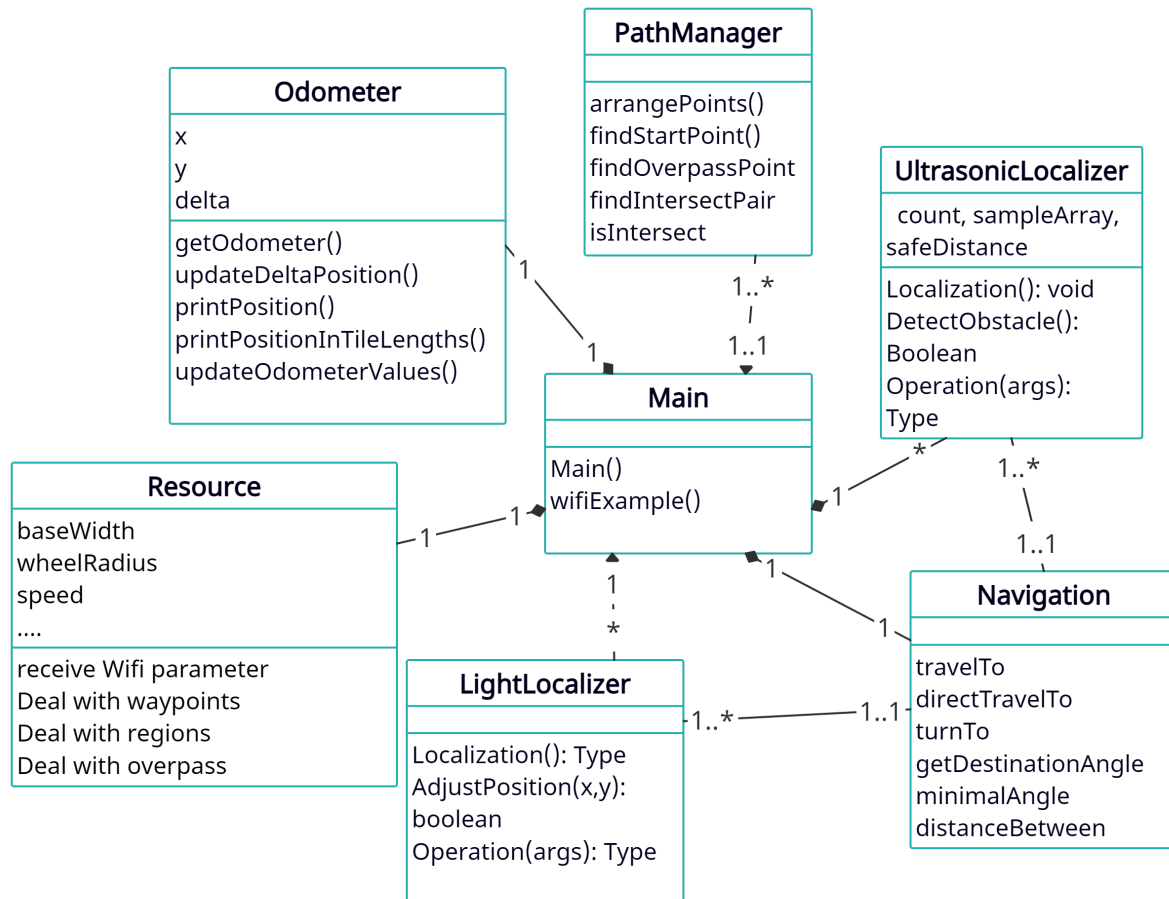 PathManager
arrangePoints()
findStartPoint()
findOverpassPoint
findIntersectPair
isIntersect
Odometer
x
y
delta
getOdometer()
updateDeltaPosition()
printPosition()
printPositionInTileLengths()
updateOdometerValues()
UltrasonicLocalizer
count, sampleArray,
safeDistance
Localization(): void
DetectObstacle():
Boolean
Operation(args):
Type
1
1
1..*
1..1
Main
Main()
wifiExample()
*
1
1..*
1..1
Resource
baseWidth
wheelRadius
speed
....
receive Wifi parameter
Deal with waypoints
Deal with regions
Deal with overpass
1
1
1
*
1
1
Navigation
travelTo
directTravelTo
turnTo
getDestinationAngle
minimalAngle
distanceBetween
LightLocalizer
Localization(): Type
AdjustPosition(x,y):
boolean
Operation(args): Type
1..*
1..1